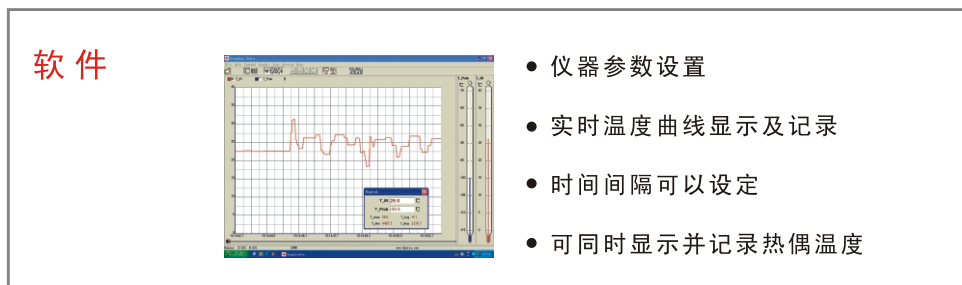 软件
● 仪器参数设置
● 实时温度曲线显示及记录
● 时间间隔可以设定
● 可同时显示并记录热偶温度